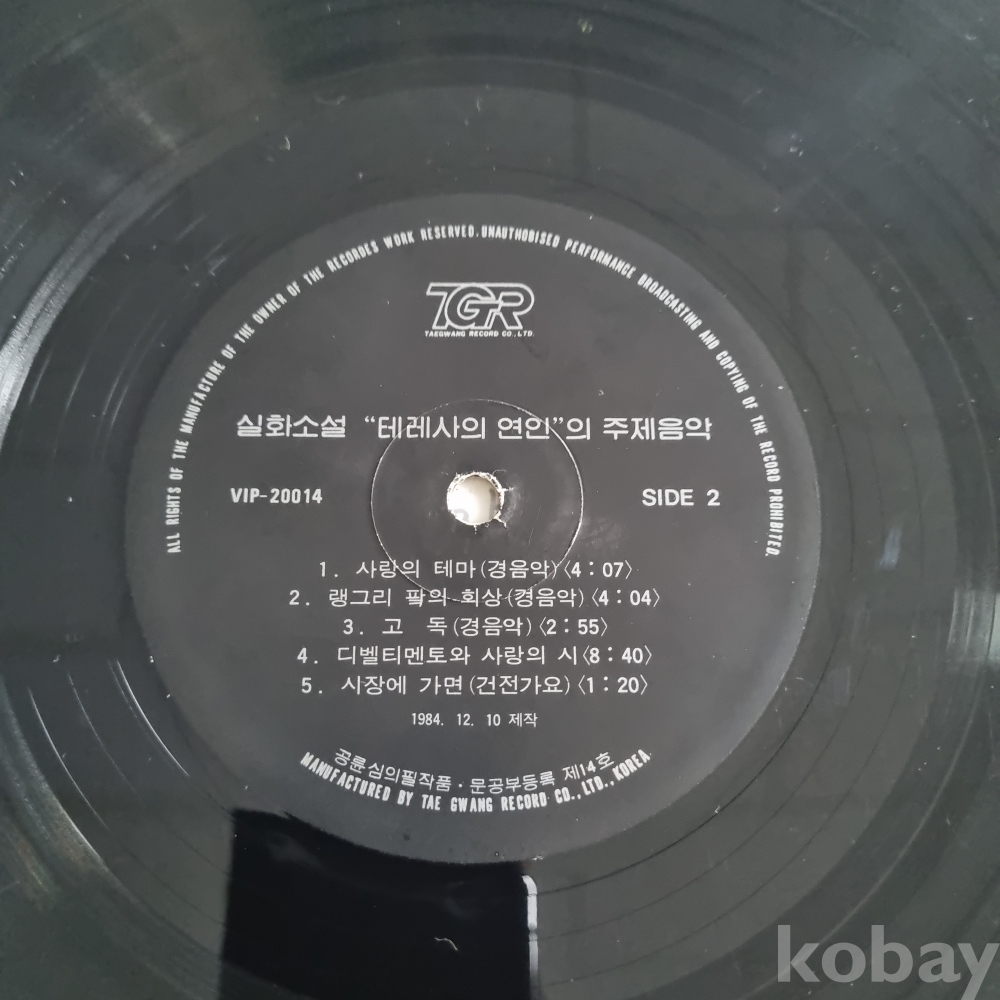 ALL RIGHTS OF THE MANUFACTURE OF THE OWNER OF THE RECORDES WORK RESERVED. UNAUTHOBISED PERFORMANCE BROADCASTING AND COPYING OF THE RECORD PROHIBITED.
TGR
TAEGWANG RECORD CO., LTD.
실화소설 “테레사의 연인”의 주제음악
VIP-20014
SIDE 2
1. 사랑의 테마(경음악)〈4:07〉
2. 랭그리 팍의 회상(경음악)〈4:04〉
3. 고 독(경음악)〈2:55〉
4. 디벨티멘토와 사랑의 시〈8:40〉
5. 시장에 가면(건전가요)〈1:20〉
1984. 12. 10 제작
공륜심의필작품·문공부등록 제14호
MANUFACTURED BY TAE GWANG RECORD CO., LTD., KOREA
kobay